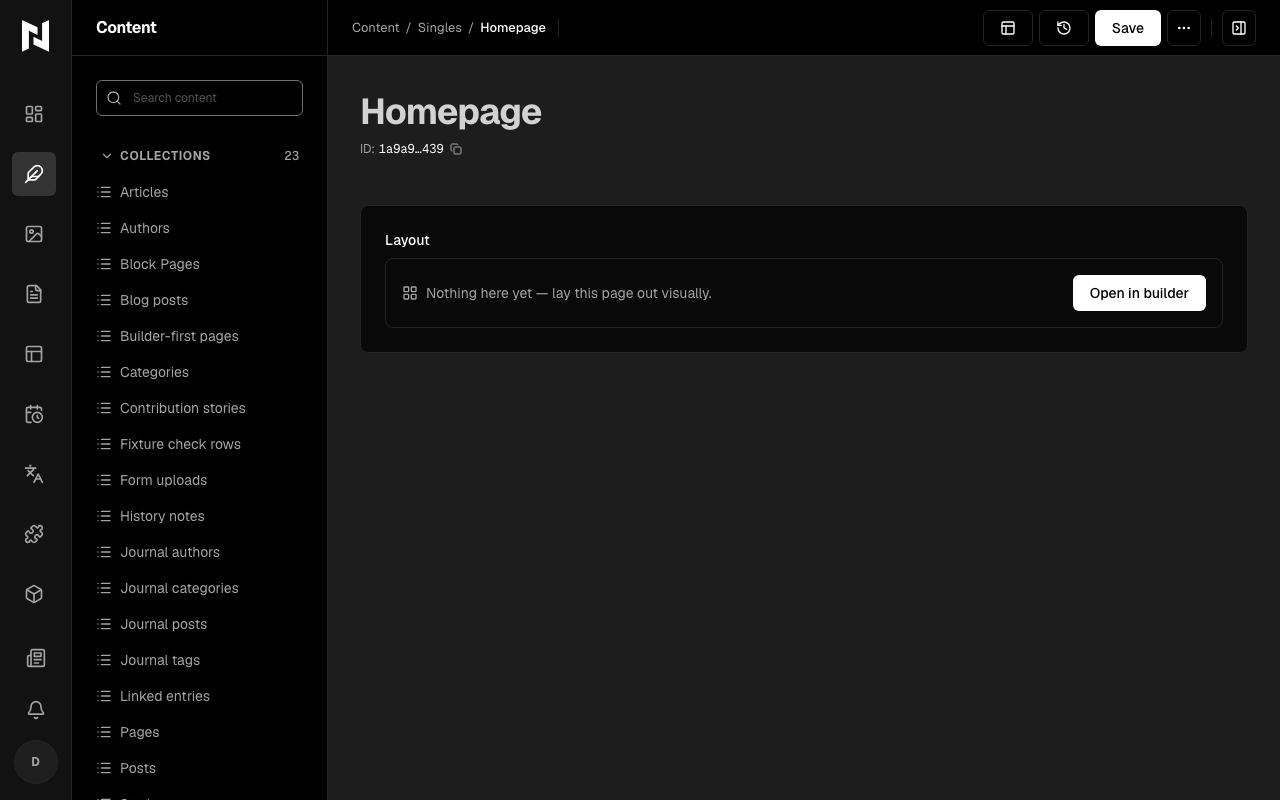 Content
Content / Singles / Homepage
Save
Search content
COLLECTIONS 23
Articles
Authors
Block Pages
Blog posts
Builder-first pages
Categories
Contribution stories
Fixture check rows
Form uploads
History notes
Journal authors
Journal categories
Journal posts
Journal tags
Linked entries
Pages
Posts
D
Homepage
ID: 1a9a9…439
Layout
Nothing here yet — lay this page out visually.
Open in builder